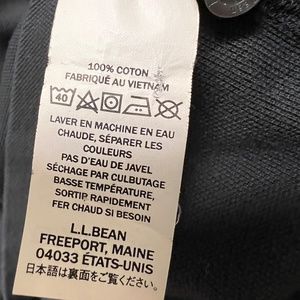 100% COTON
FABRIQUÉ AU VIETNAM
40
LAVER EN MACHINE EN EAU
CHAUDE, SÉPARER LES
COULEURS
PAS D'EAU DE JAVEL
SÉCHAGE PAR CULBUTAGE
BASSE TEMPÉRATURE,
SORTIR RAPIDEMENT
FER CHAUD SI BESOIN
L.L.BEAN
FREEPORT, MAINE
04033 ÉTATS-UNIS
日本語は裏面をご覧ください。